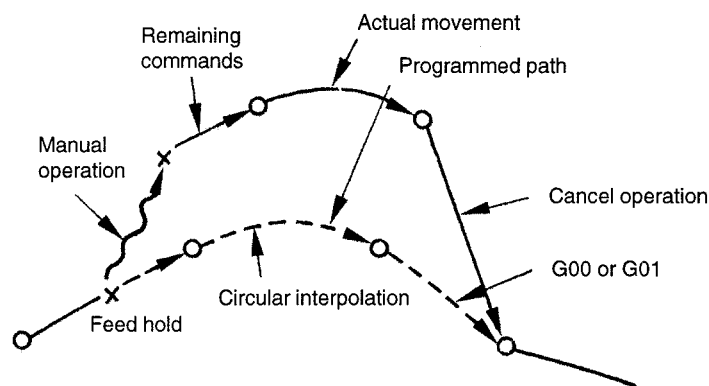 Actual movement
Remaining
commands
Programmed path
Manual
operation
Cancel operation
G00 or G01
Circular interpolation
Feed hold